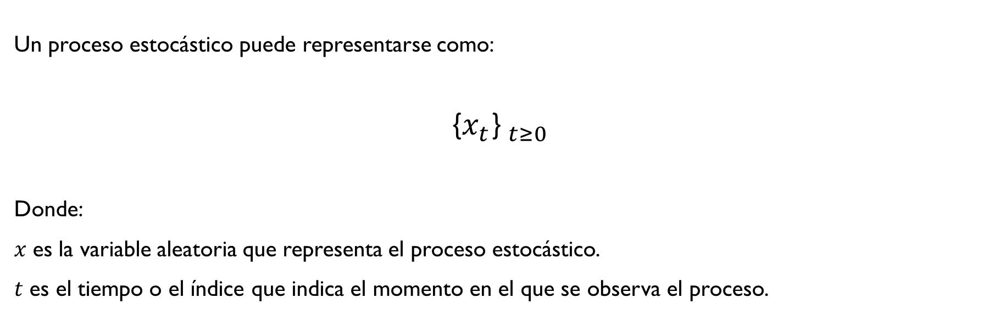 Un proceso estocástico puede representarse como:
{x_t}_{t≥0}
Donde:
x es la variable aleatoria que representa el proceso estocástico.
t es el tiempo o el índice que indica el momento en el que se observa el proceso.